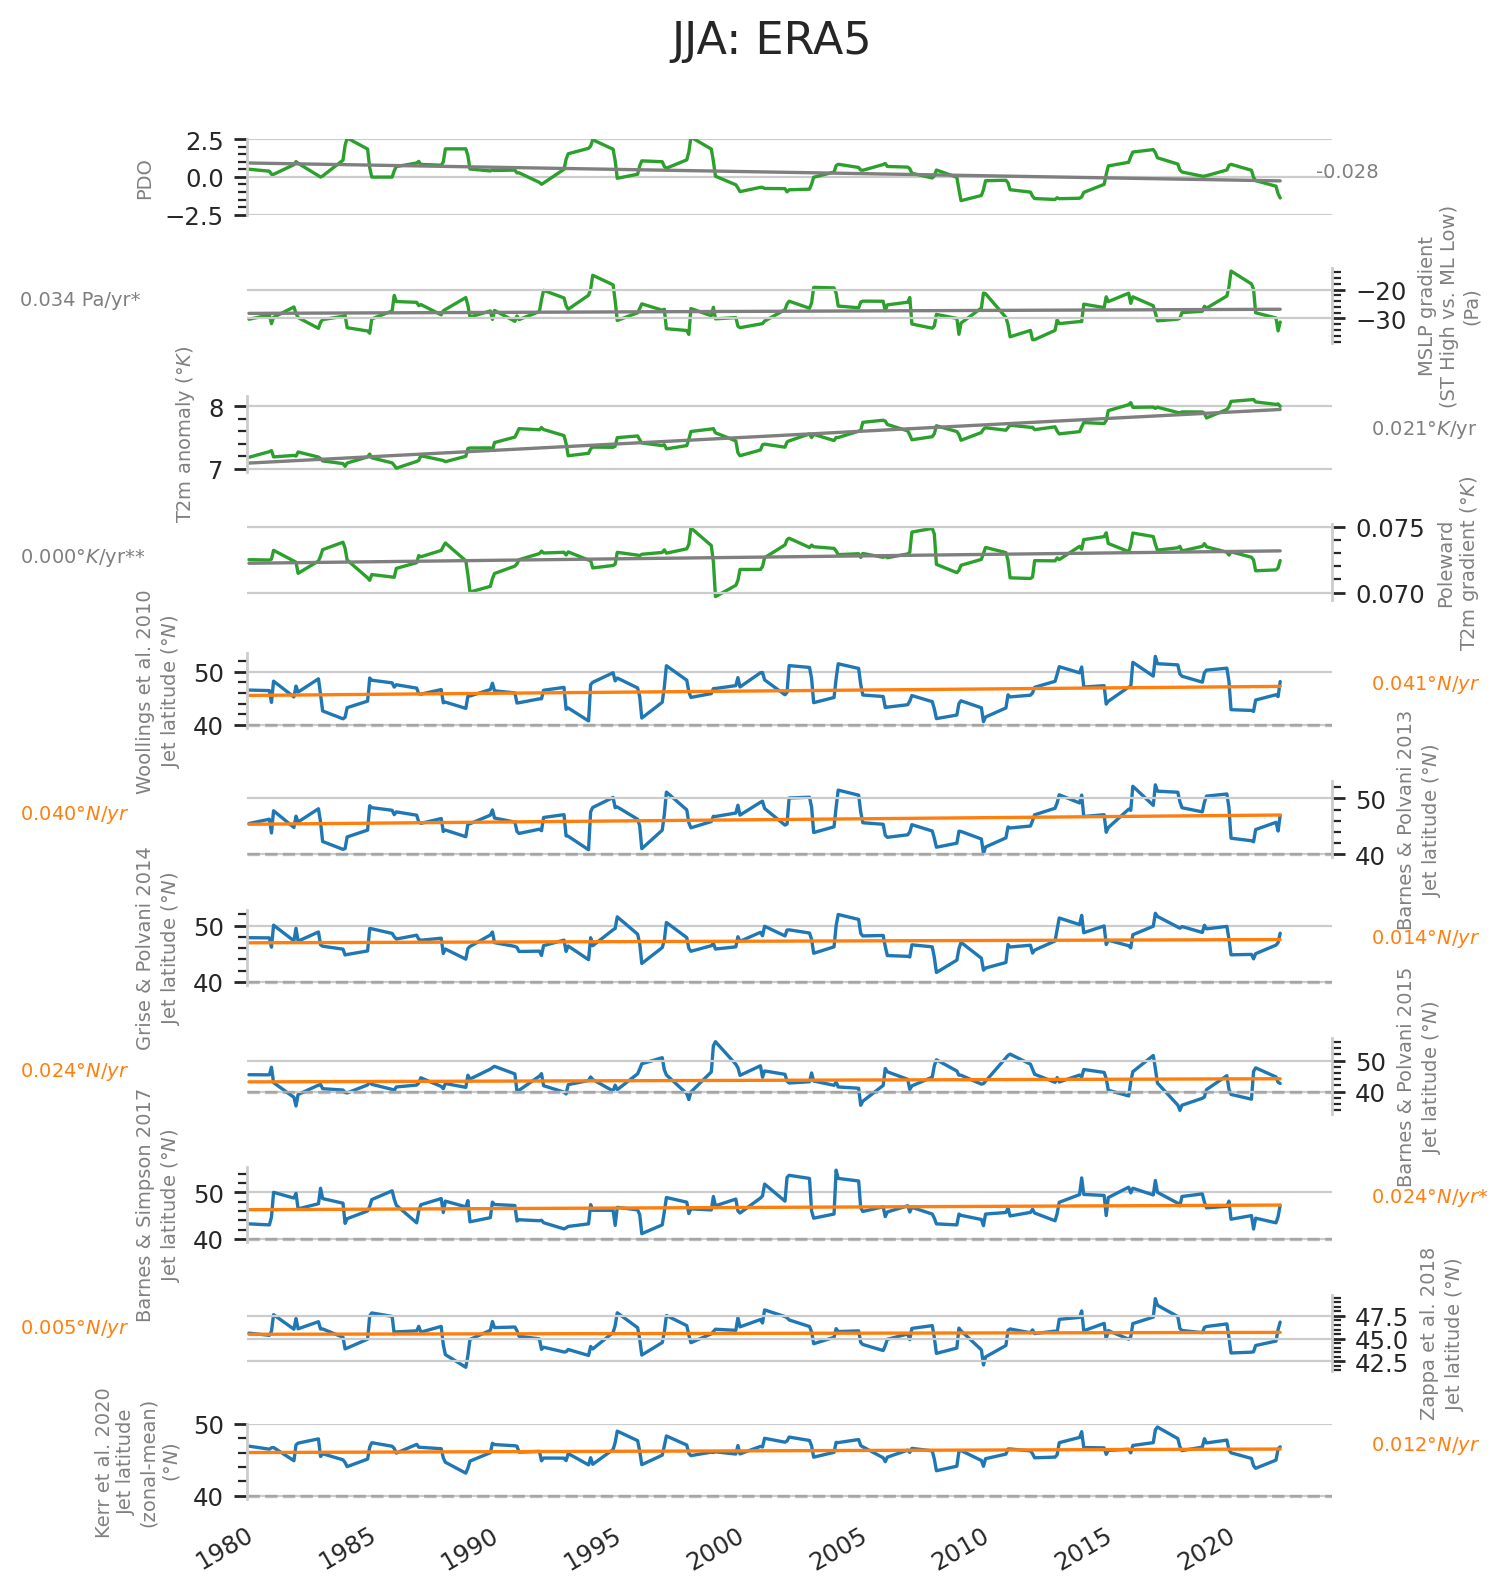 JJA: ERA5
PDO
2.5
0.0
−2.5
-0.028
0.034 Pa/yr*
−20
−30
MSLP gradient
(ST High vs. ML Low)
(Pa)
T2m anomaly (°K)
8
7
0.021°K/yr
0.000°K/yr**
0.075
0.070
Poleward
T2m gradient (°K)
Woollings et al. 2010
Jet latitude (°N)
50
40
0.041°N/yr
0.040°N/yr
50
40
Barnes & Polvani 2013
Jet latitude (°N)
Grise & Polvani 2014
Jet latitude (°N)
50
40
0.014°N/yr
0.024°N/yr
50
40
Barnes & Polvani 2015
Jet latitude (°N)
Barnes & Simpson 2017
Jet latitude (°N)
50
40
0.024°N/yr*
0.005°N/yr
47.5
45.0
42.5
Zappa et al. 2018
Jet latitude (°N)
Kerr et al. 2020
Jet latitude
(zonal-mean)
(°N)
50
40
0.012°N/yr
1980
1985
1990
1995
2000
2005
2010
2015
2020